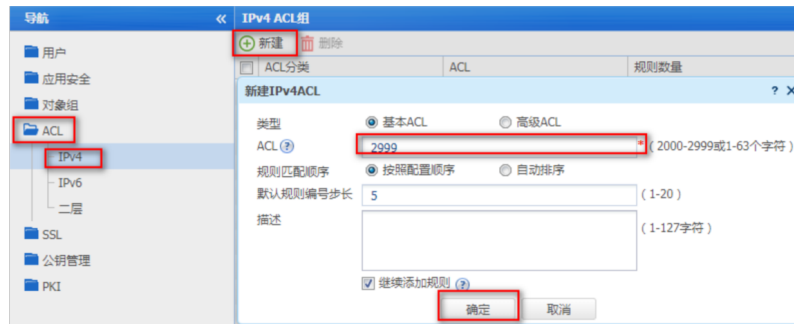 导航 «
用户
应用安全
对象组
ACL
IPv4
IPv6
二层
SSL
公钥管理
PKI
IPv4 ACL组
新建 删除
ACL分类 ACL 规则数量
新建IPv4ACL ? X
类型 基本ACL 高级ACL
ACL ? 2999 * ( 2000-2999或1-63个字符 )
规则匹配顺序 按照配置顺序 自动排序
默认规则编号步长 5 ( 1-20 )
描述 ( 1-127字符 )
继续添加规则 ?
确定 取消